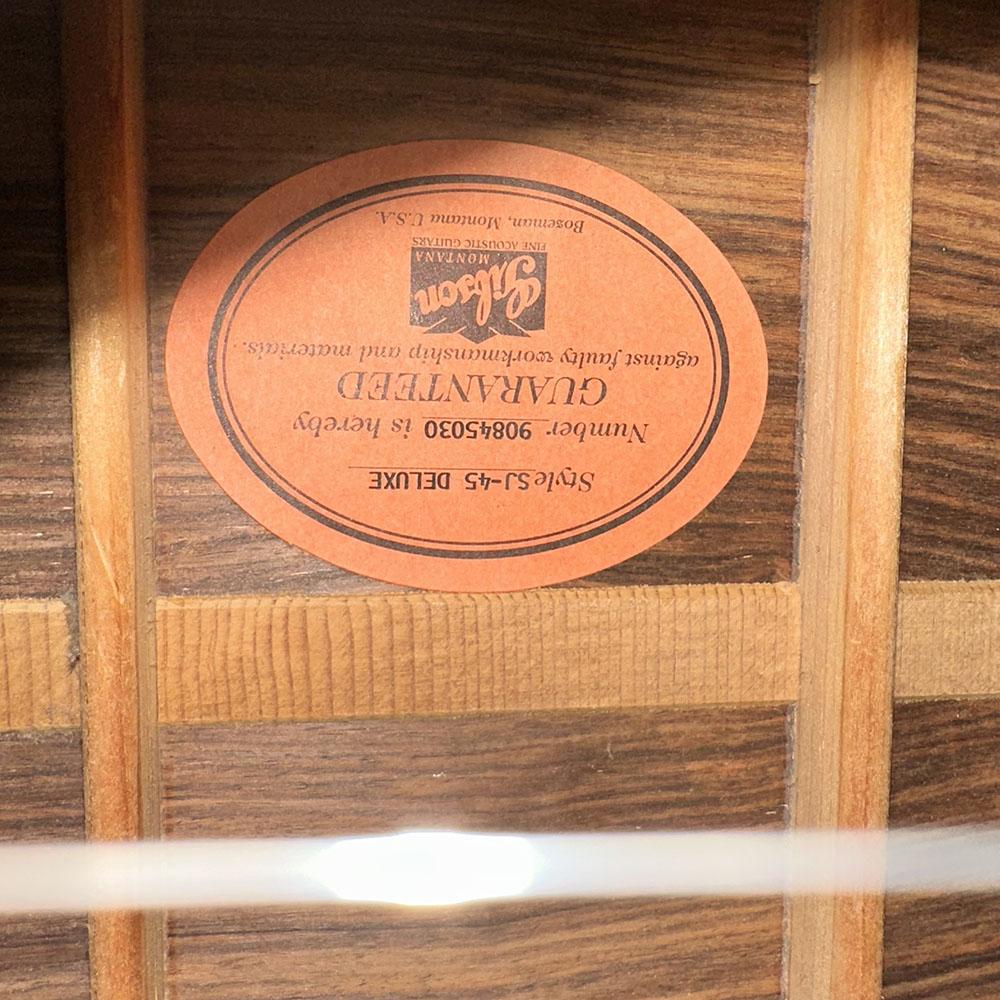 Style SJ-45 DELUXE
Number 90845030 is hereby
GUARANTEED
against faulty workmanship and materials.
Gibson
MONTANA
FINE ACOUSTIC GUITARS
Boseman, Montana U.S.A.